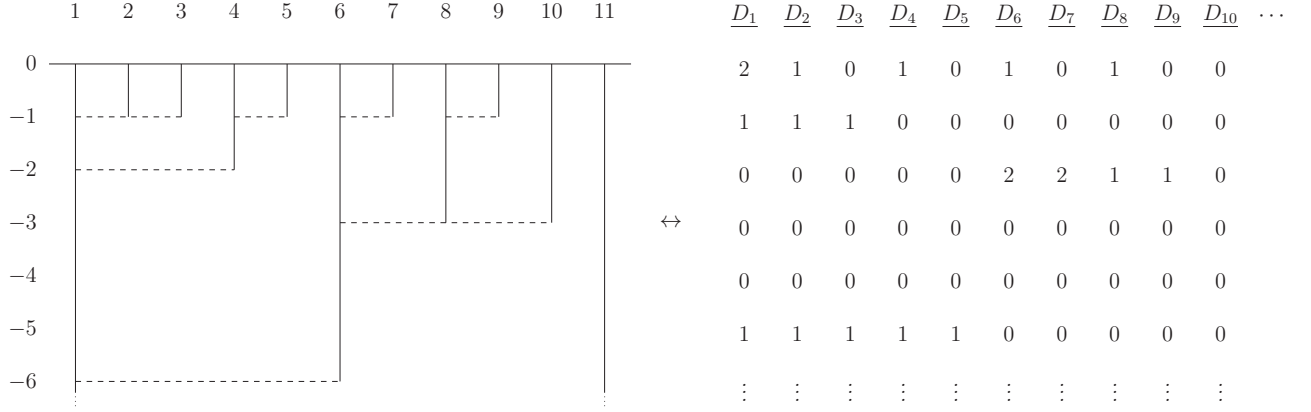 1 2 3 4 5 6 7 8 9 10 11
0
−1
−2
−3
−4
−5
−6
↔
D₁ D₂ D₃ D₄ D₅ D₆ D₇ D₈ D₉ D₁₀ ⋯
2 1 0 1 0 1 0 1 0 0
1 1 1 0 0 0 0 0 0 0
0 0 0 0 0 2 2 1 1 0
0 0 0 0 0 0 0 0 0 0
0 0 0 0 0 0 0 0 0 0
1 1 1 1 1 0 0 0 0 0
⋮ ⋮ ⋮ ⋮ ⋮ ⋮ ⋮ ⋮ ⋮ ⋮